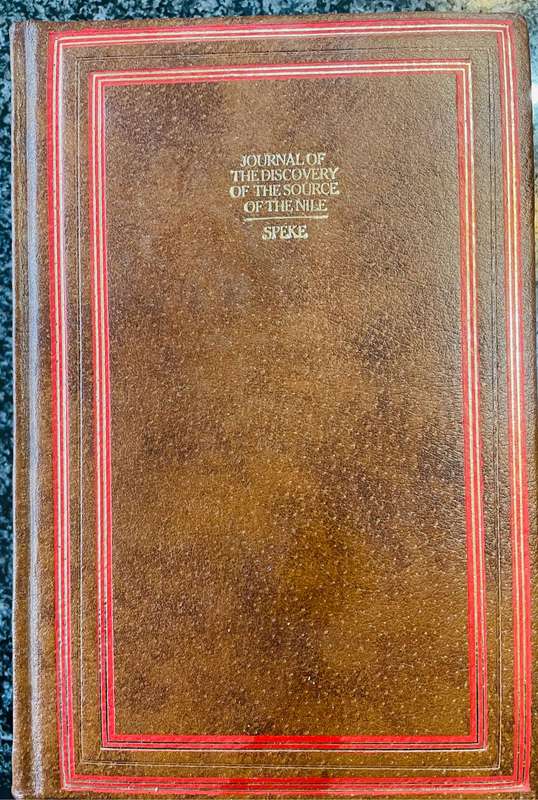 JOURNAL OF
THE DISCOVERY
OF THE SOURCE
OF THE NILE
SPEKE